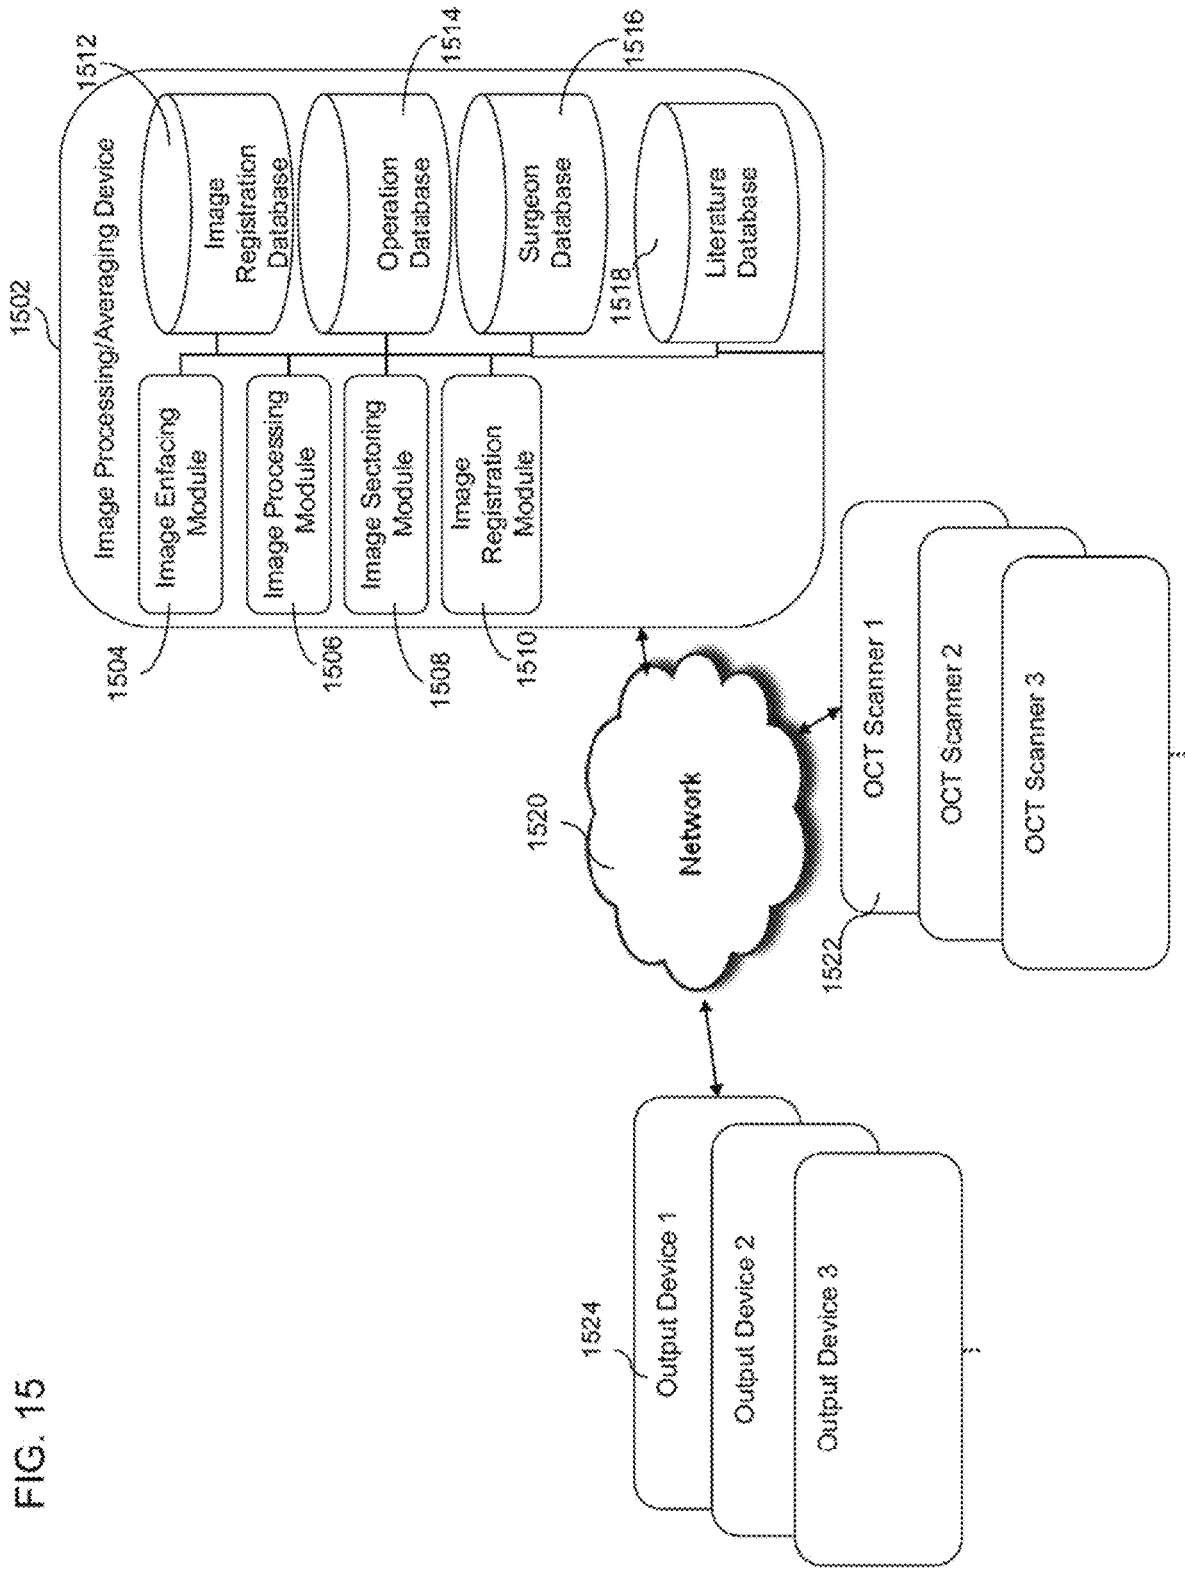 FIG. 15
1502
Image Processing/Averaging Device
1504
Image Enfacing
Module
1506
Image Processing
Module
1508
Image Sectoring
Module
1510
Image
Registration
Module
1512
Image
Registration
Database
1514
Operation
Database
1516
Surgeon
Database
1518
Literature
Database
1520
Network
1522
OCT Scanner 1
OCT Scanner 2
OCT Scanner 3
1524
Output Device 1
Output Device 2
Output Device 3